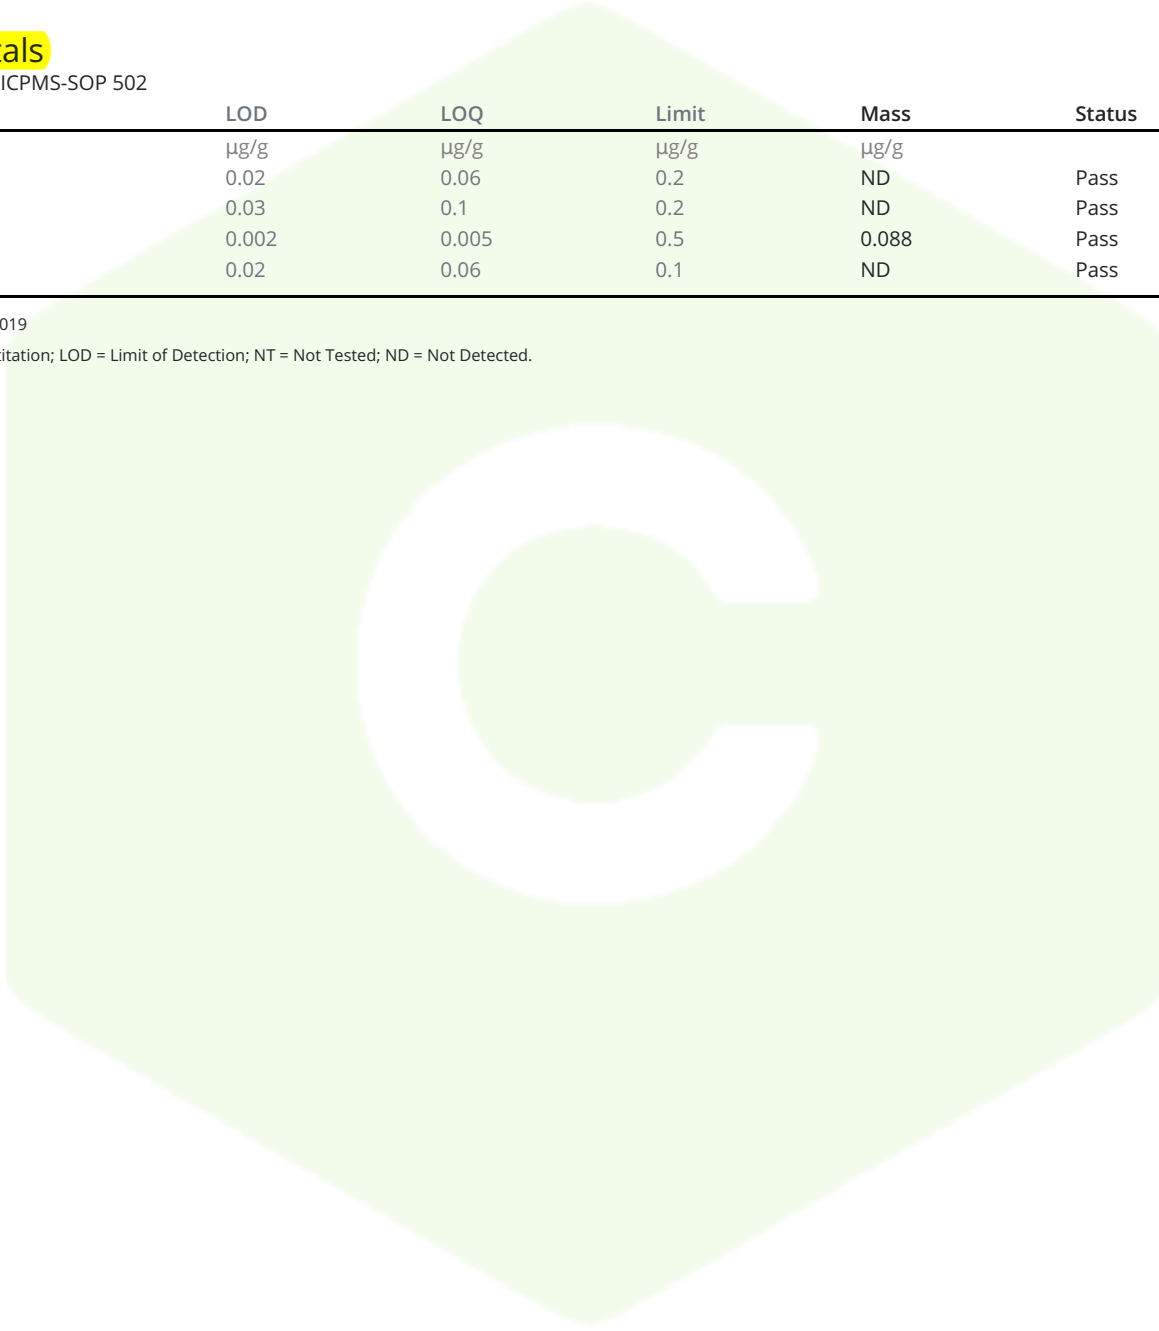 tals
ICPMS-SOP 502
LOD LOQ Limit Mass Status
µg/g µg/g µg/g µg/g
0.02 0.06 0.2 ND Pass
0.03 0.1 0.2 ND Pass
0.002 0.005 0.5 0.088 Pass
0.02 0.06 0.1 ND Pass
019
titation; LOD = Limit of Detection; NT = Not Tested; ND = Not Detected.
C